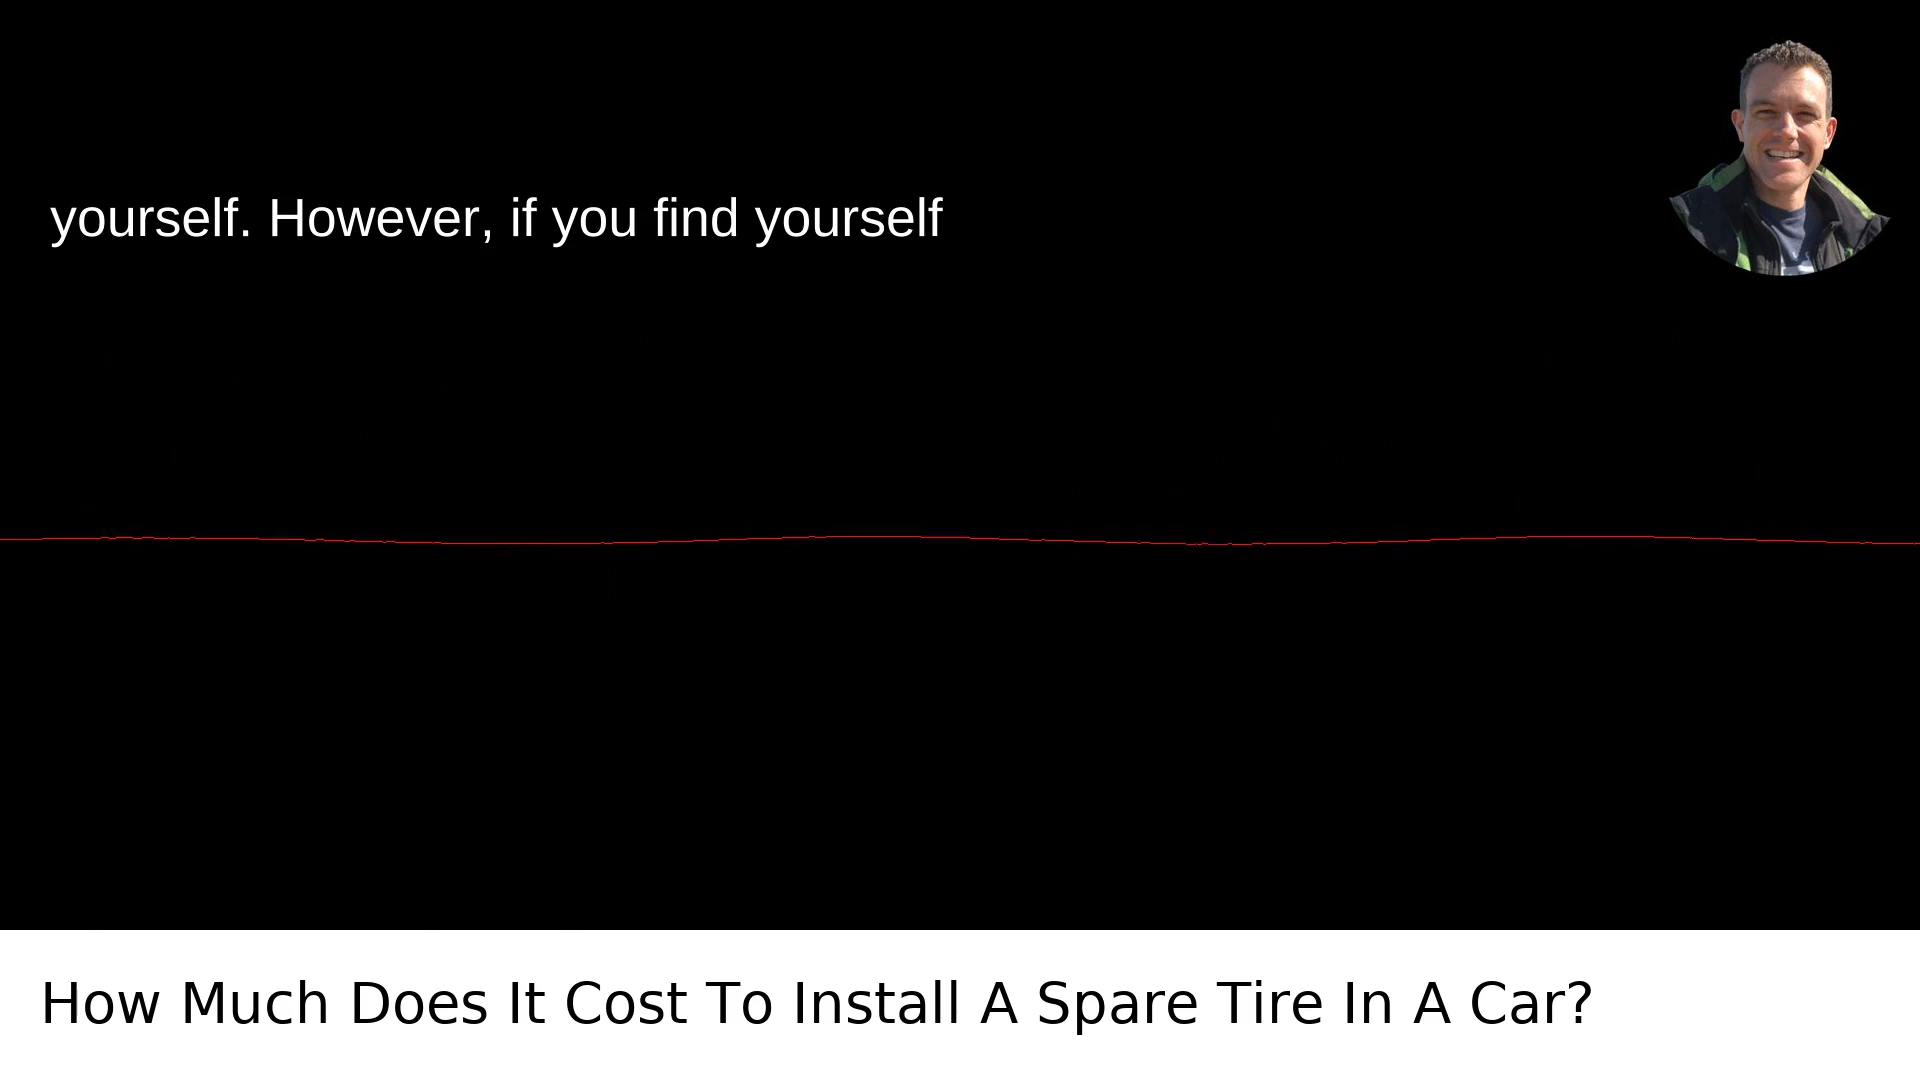 yourself. However, if you find yourself
How Much Does It Cost To Install A Spare Tire In A Car?